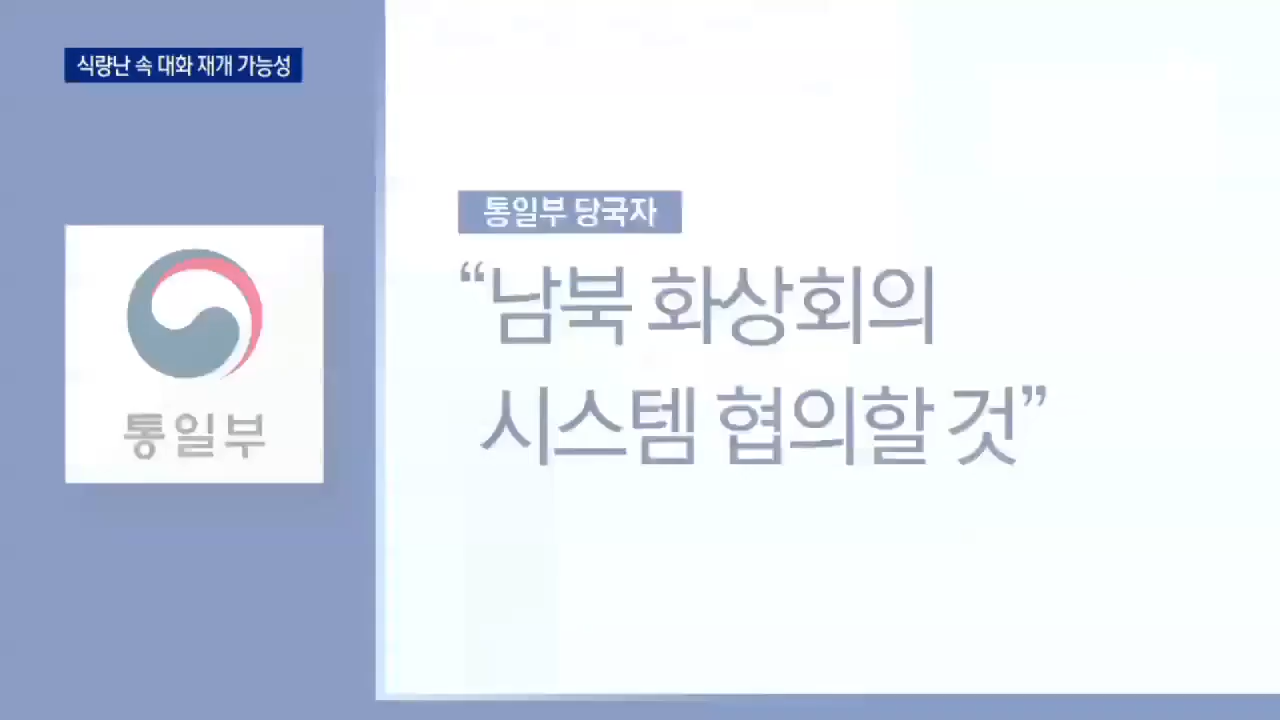 식량난 속 대화 재개 가능성
통일부
통일부 당국자
“남북 화상회의
시스템 협의할 것”